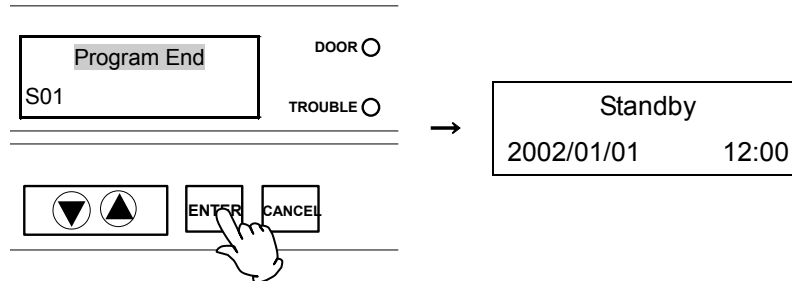 Program End
S01
DOOR
TROUBLE
ENTER
CANCEL
→
Standby
2002/01/01 12:00